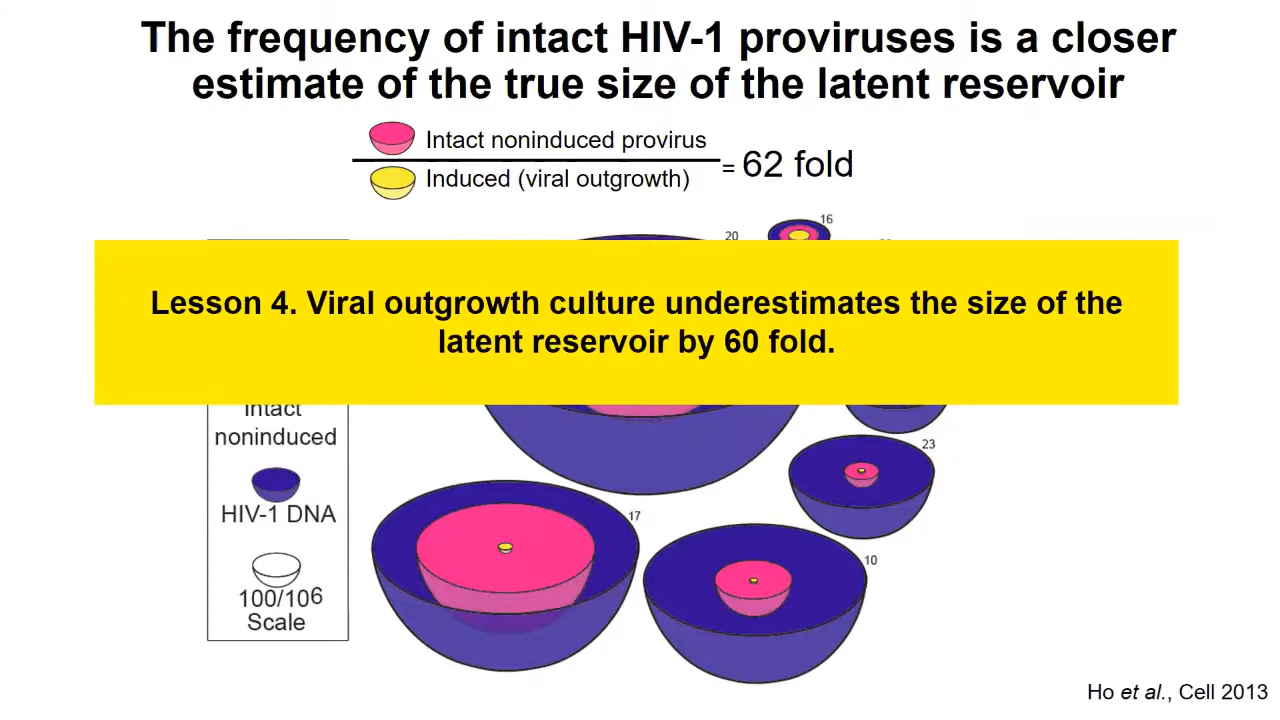 The frequency of intact HIV-1 proviruses is a closer
estimate of the true size of the latent reservoir
Intact noninduced provirus
Induced (viral outgrowth)
= 62 fold
16
20
Lesson 4. Viral outgrowth culture underestimates the size of the
latent reservoir by 60 fold.
Intact
noninduced
HIV-1 DNA
100/10⁶
Scale
23
17
10
Ho et al., Cell 2013